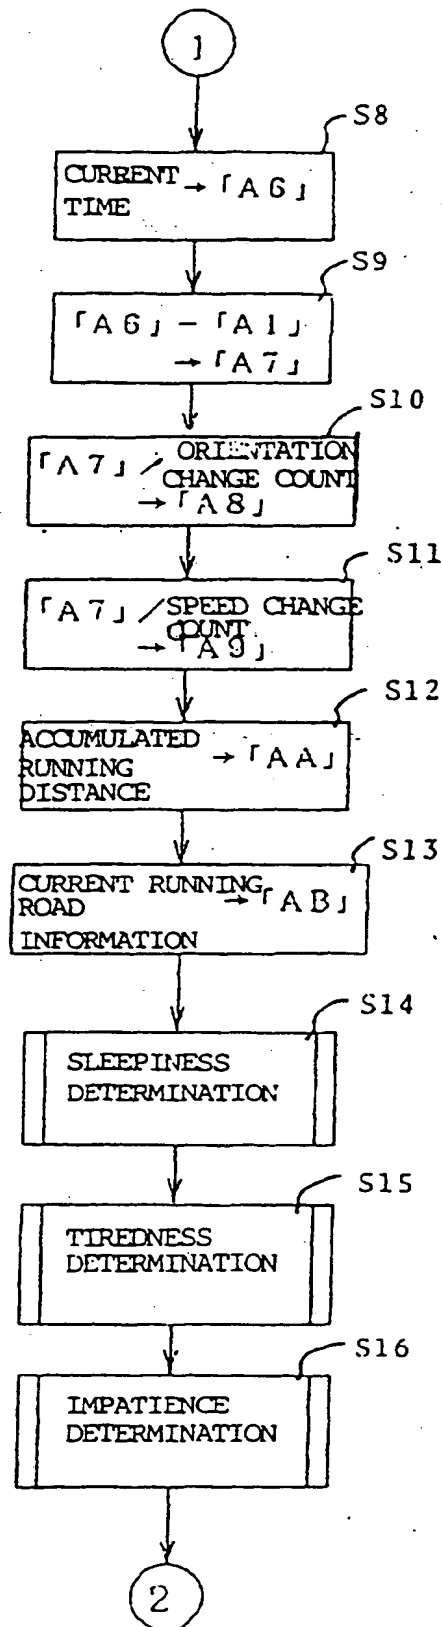 1
S8
CURRENT → 「A6」
TIME
S9
「A6」 − 「A1」
→ 「A7」
S10
「A7」 / ORIENTATION
CHANGE COUNT
→ 「A8」
S11
「A7」 / SPEED CHANGE
COUNT
→ 「A9」
S12
ACCUMULATED
RUNNING → 「AA」
DISTANCE
S13
CURRENT RUNNING
ROAD → 「AB」
INFORMATION
S14
SLEEPINESS
DETERMINATION
S15
TIREDNESS
DETERMINATION
S16
IMPATIENCE
DETERMINATION
2